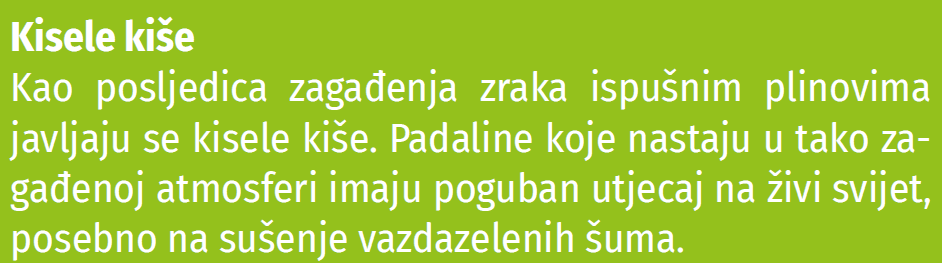 Kisele kiše
Kao posljedica zagađenja zraka ispušnim plinovima
javljaju se kisele kiše. Padaline koje nastaju u tako za-
gađenoj atmosferi imaju poguban utjecaj na živi svijet,
posebno na sušenje vazdazelenih šuma.